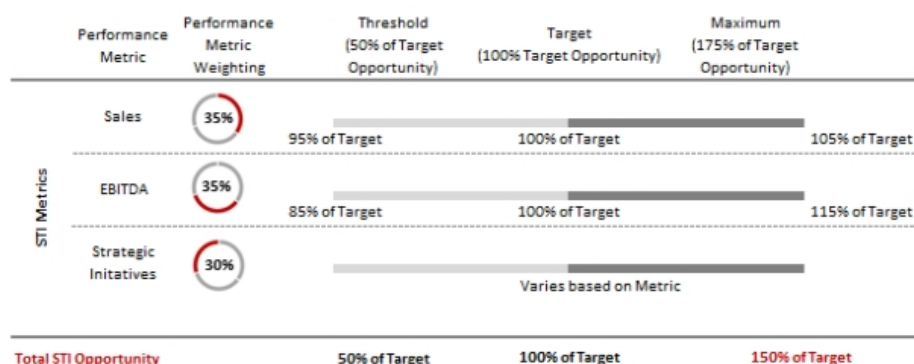 Performance Metric
Performance Metric Weighting
Threshold (50% of Target Opportunity)
Target (100% Target Opportunity)
Maximum (175% of Target Opportunity)
STI Metrics
Sales
35%
95% of Target
100% of Target
105% of Target
EBITDA
35%
85% of Target
100% of Target
115% of Target
Strategic Initatives
30%
Varies based on Metric
Total STI Opportunity
50% of Target
100% of Target
150% of Target